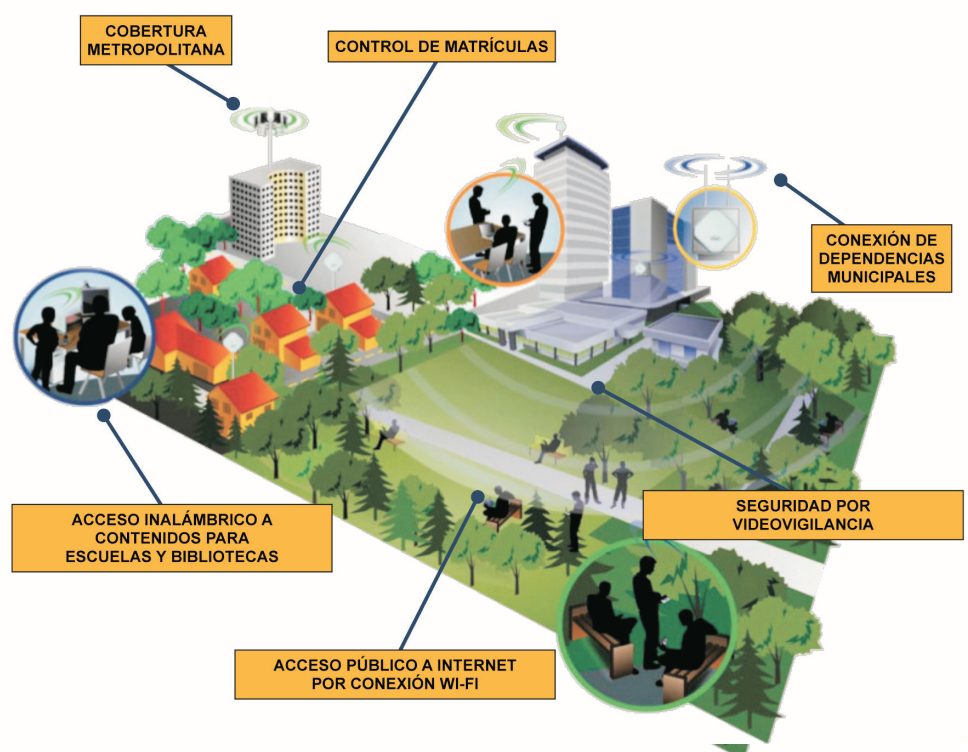 COBERTURA
METROPOLITANA
CONTROL DE MATRÍCULAS
CONEXIÓN DE
DEPENDENCIAS
MUNICIPALES
ACCESO INALÁMBRICO A
CONTENIDOS PARA
ESCUELAS Y BIBLIOTECAS
SEGURIDAD POR
VIDEOVIGILANCIA
ACCESO PÚBLICO A INTERNET
POR CONEXIÓN WI-FI